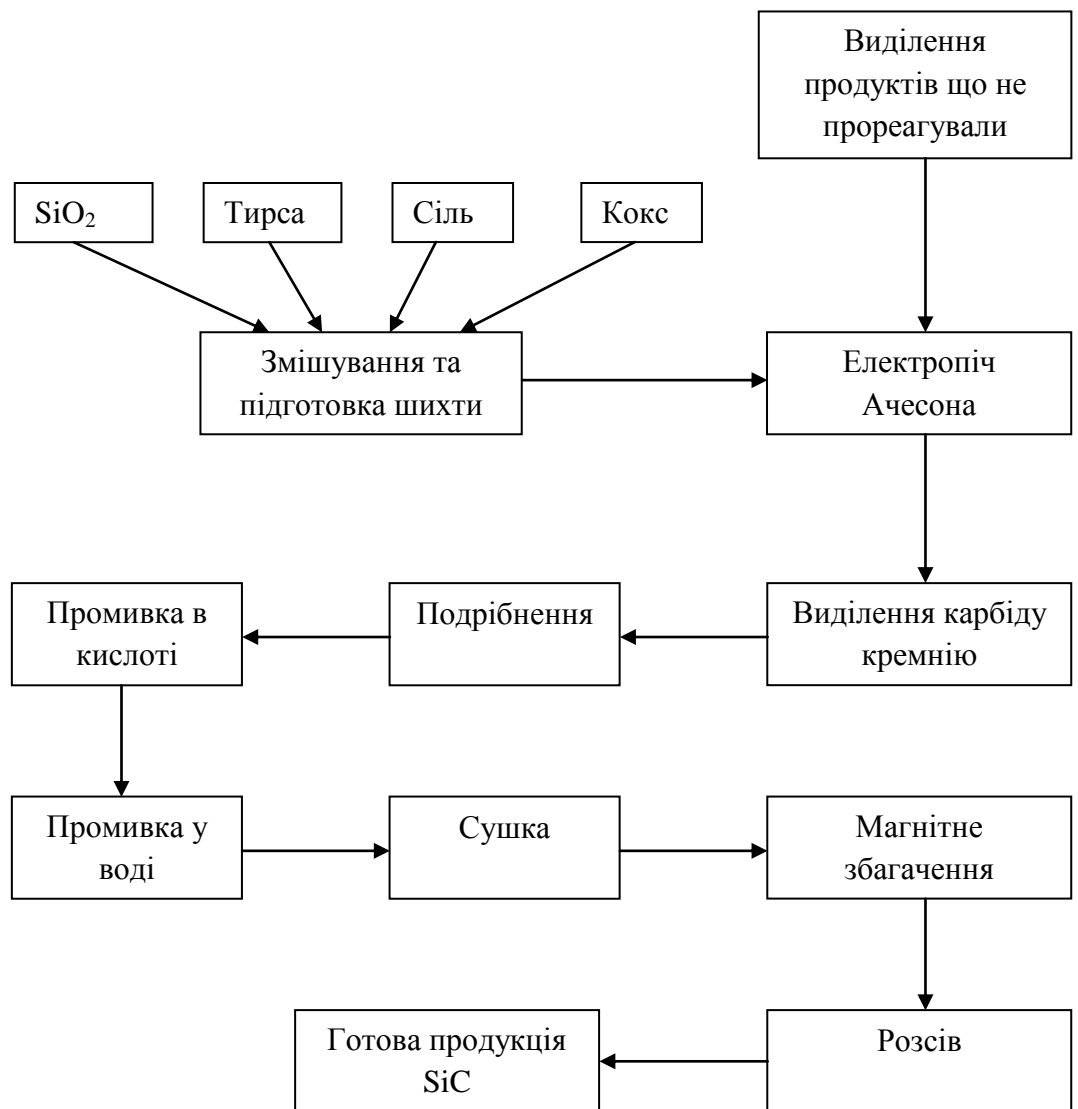 Виділення
продуктів що не
прореагували
SiO₂
Тирса
Сіль
Кокс
Змішування та
підготовка шихти
Електропіч
Ачесона
Промивка в
кислоті
Подрібнення
Виділення карбіду
кремнію
Промивка у
воді
Сушка
Магнітне
збагачення
Готова продукція
SiC
Розсів